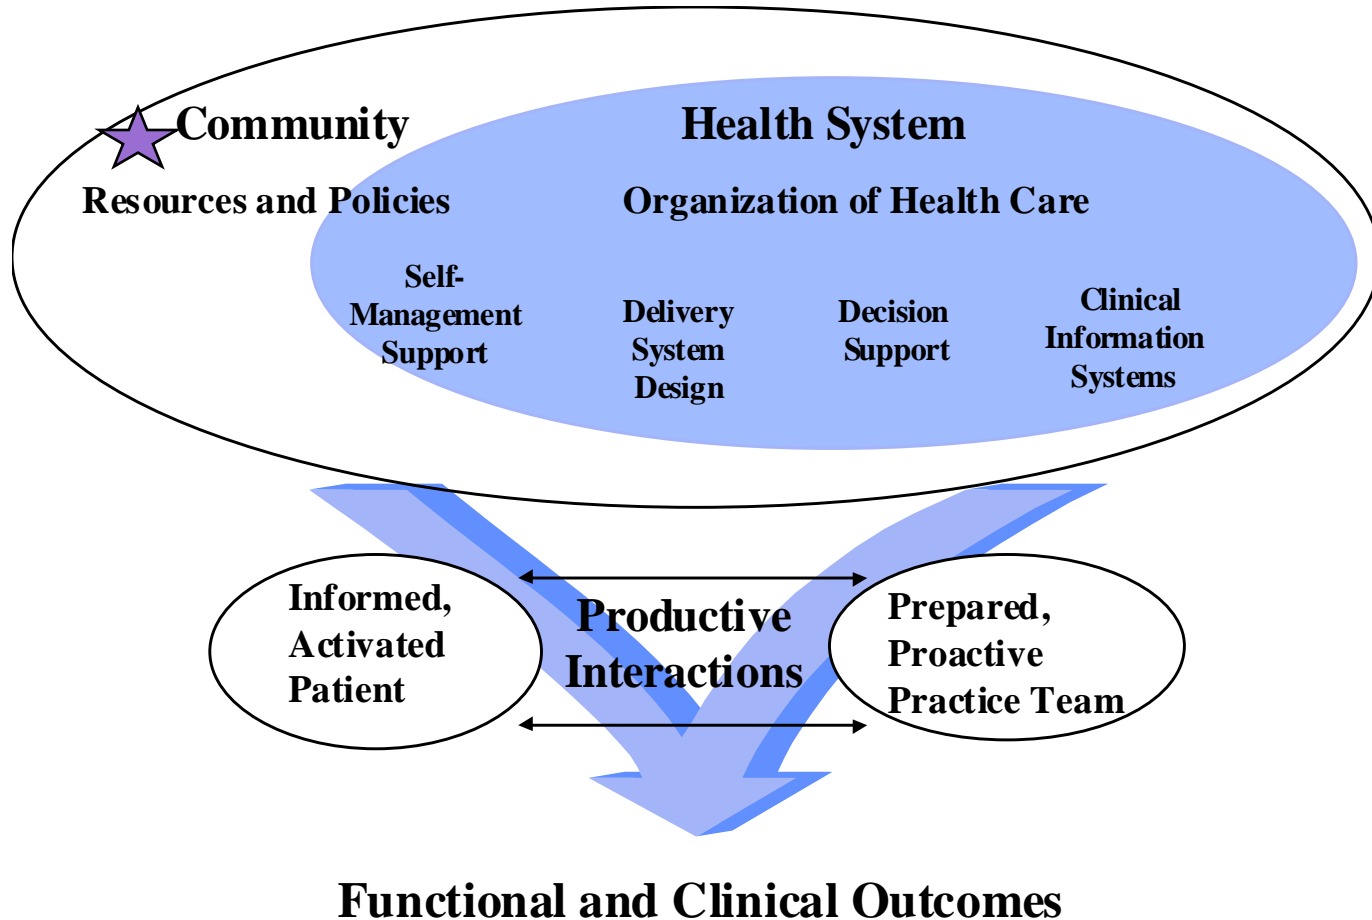 Community
Health System
Resources and Policies
Organization of Health Care
Self-
Management
Support
Delivery
System
Design
Decision
Support
Clinical
Information
Systems
Informed,
Activated
Patient
Productive
Interactions
Prepared,
Proactive
Practice Team
Functional and Clinical Outcomes